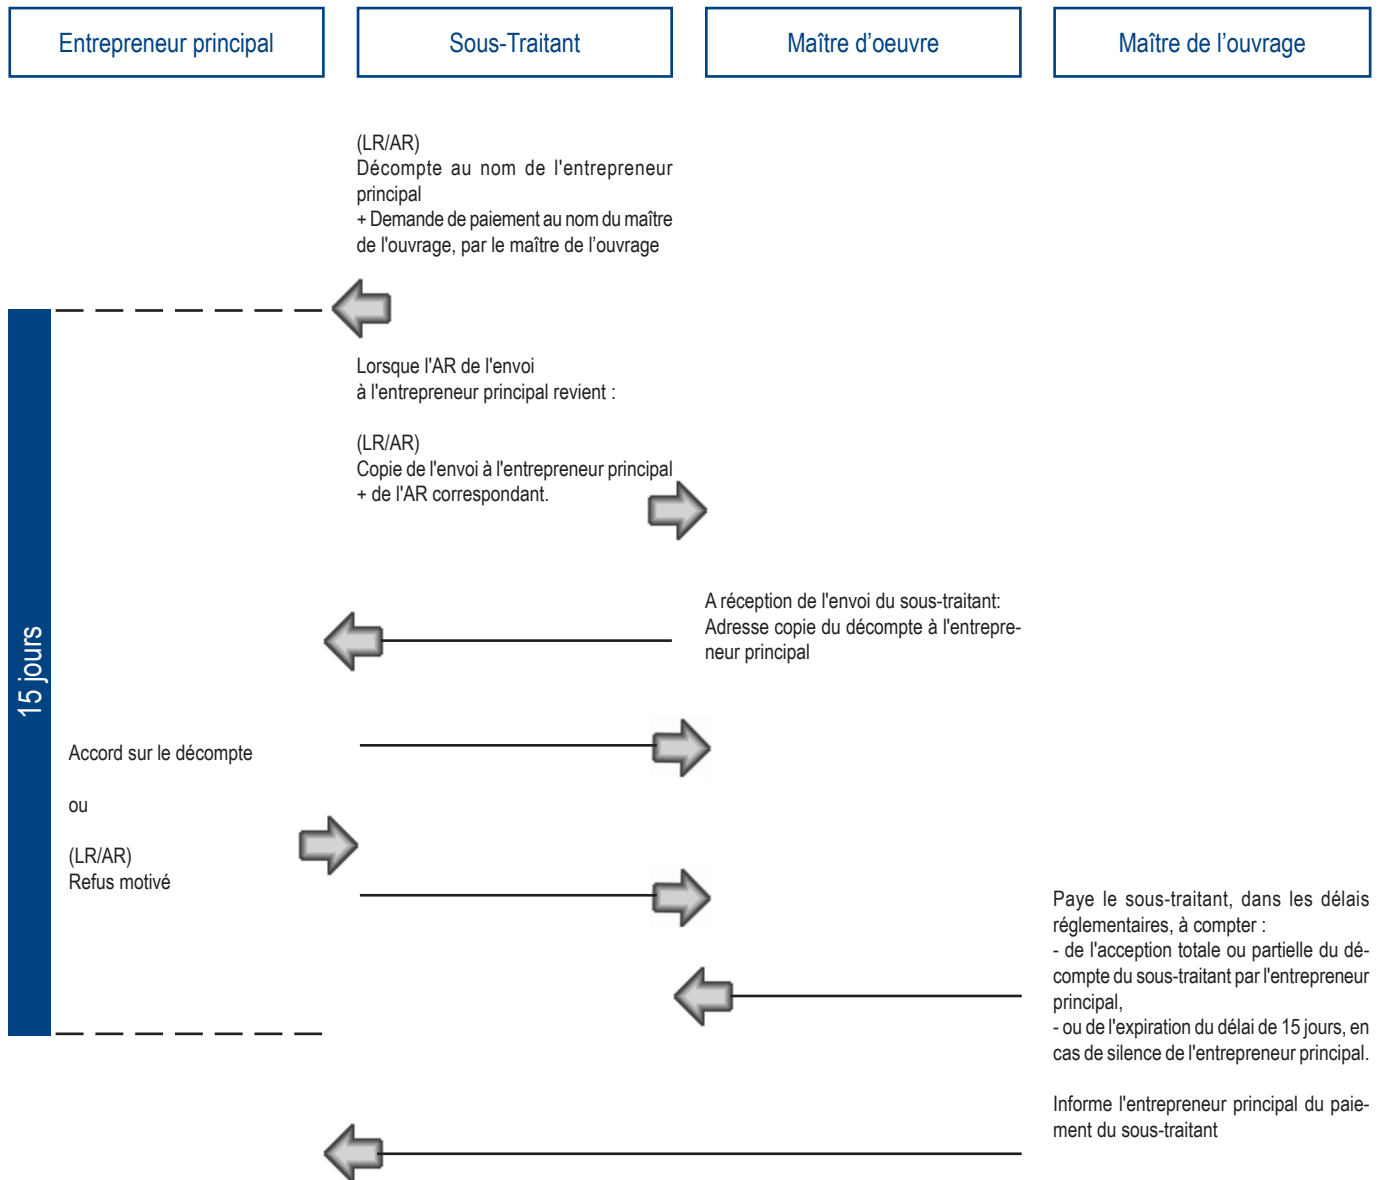 Entrepreneur principal
Sous-Traitant
Maître d’oeuvre
Maître de l’ouvrage
(LR/AR)
Décompte au nom de l'entrepreneur
principal
+ Demande de paiement au nom du maître
de l'ouvrage, par le maître de l’ouvrage
Lorsque l'AR de l'envoi
à l'entrepreneur principal revient :
(LR/AR)
Copie de l'envoi à l'entrepreneur principal
+ de l'AR correspondant.
A réception de l'envoi du sous-traitant:
Adresse copie du décompte à l'entrepre-
neur principal
15 jours
Accord sur le décompte
ou
(LR/AR)
Refus motivé
Paye le sous-traitant, dans les délais
réglementaires, à compter :
- de l'acception totale ou partielle du dé-
compte du sous-traitant par l'entrepreneur
principal,
- ou de l'expiration du délai de 15 jours, en
cas de silence de l'entrepreneur principal.
Informe l'entrepreneur principal du paie-
ment du sous-traitant